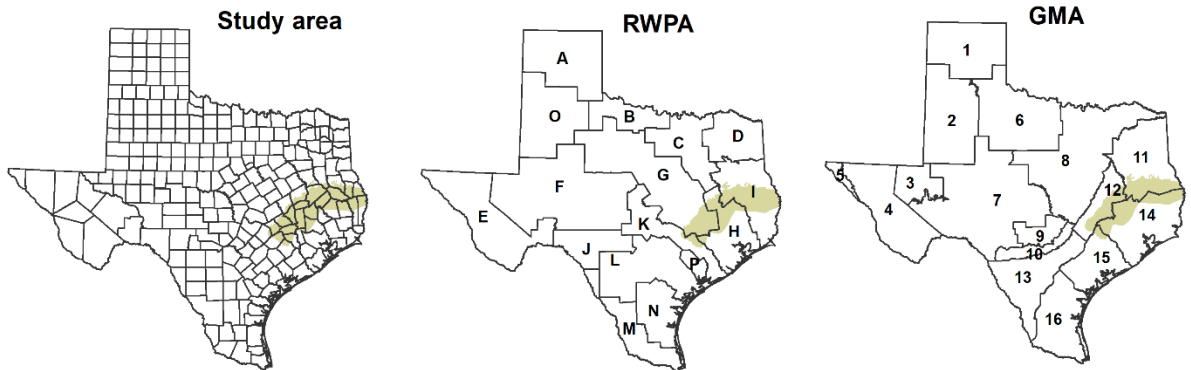 Study area
RWPA
GMA
A
O
B
C
D
G
F
I
E
K
H
J
L
P
N
M
1
2
6
8
11
5
3
12
4
7
14
9
10
15
13
16